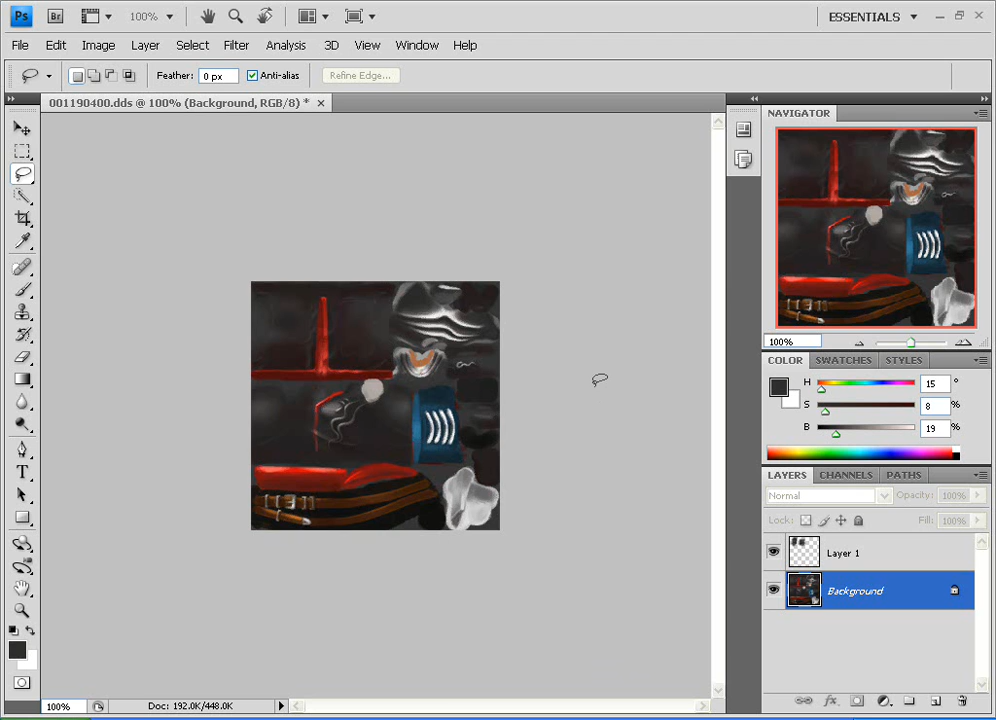 Ps Br 100% ESSENTIALS
File Edit Image Layer Select Filter Analysis 3D View Window Help
Feather: 0 px Anti-alias Refine Edge...
001190400.dds @ 100% (Background, RGB/8) * ×
NAVIGATOR
100%
COLOR SWATCHES STYLES
H 15 °
S 8 %
B 19 %
LAYERS CHANNELS PATHS
Normal Opacity: 100%
Lock: Fill: 100%
Layer 1
Background
T
fx
100% Doc: 192.0K/448.0K